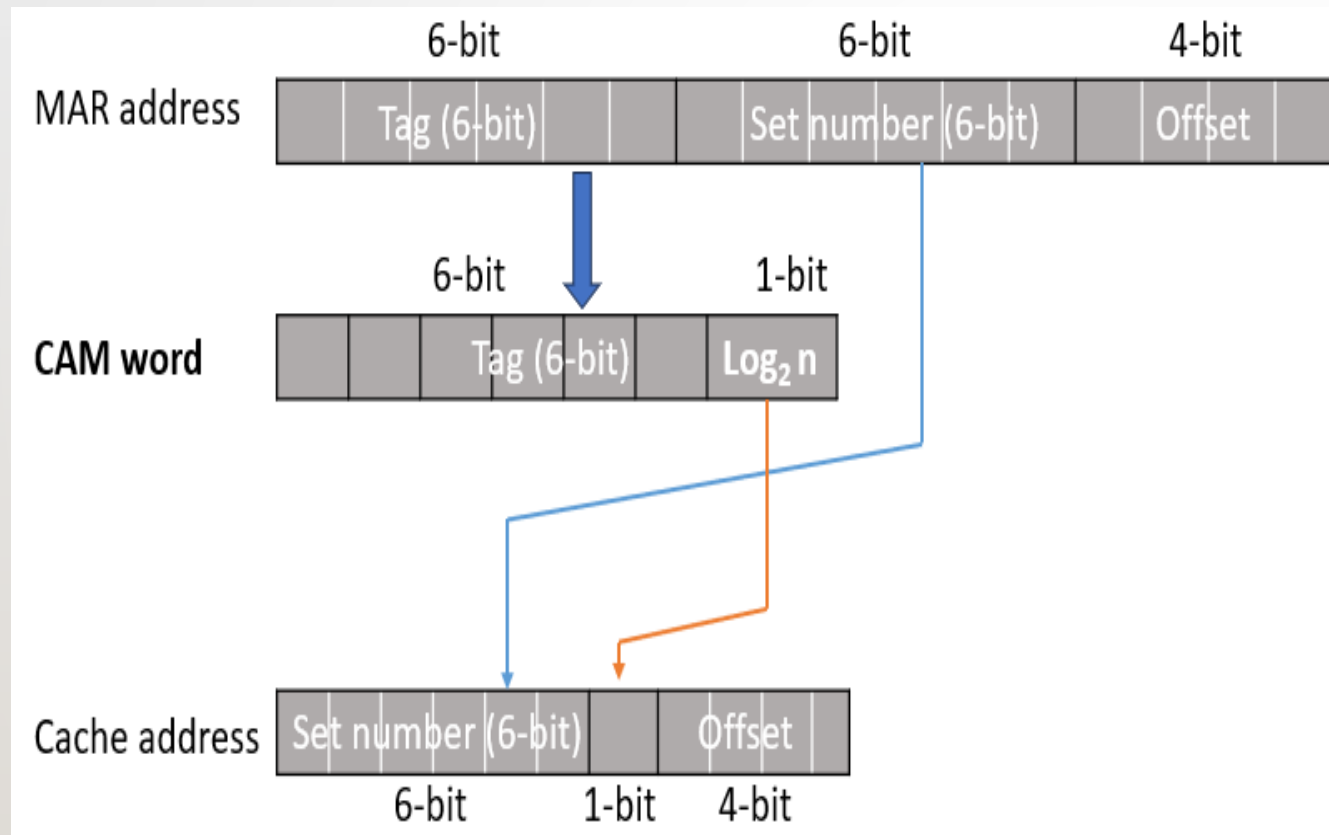 6-bit 6-bit 4-bit
MAR address Tag (6-bit) Set number (6-bit) Offset
6-bit 1-bit
CAM word Tag (6-bit) Log₂ n
Cache address Set number (6-bit) Offset
6-bit 1-bit 4-bit